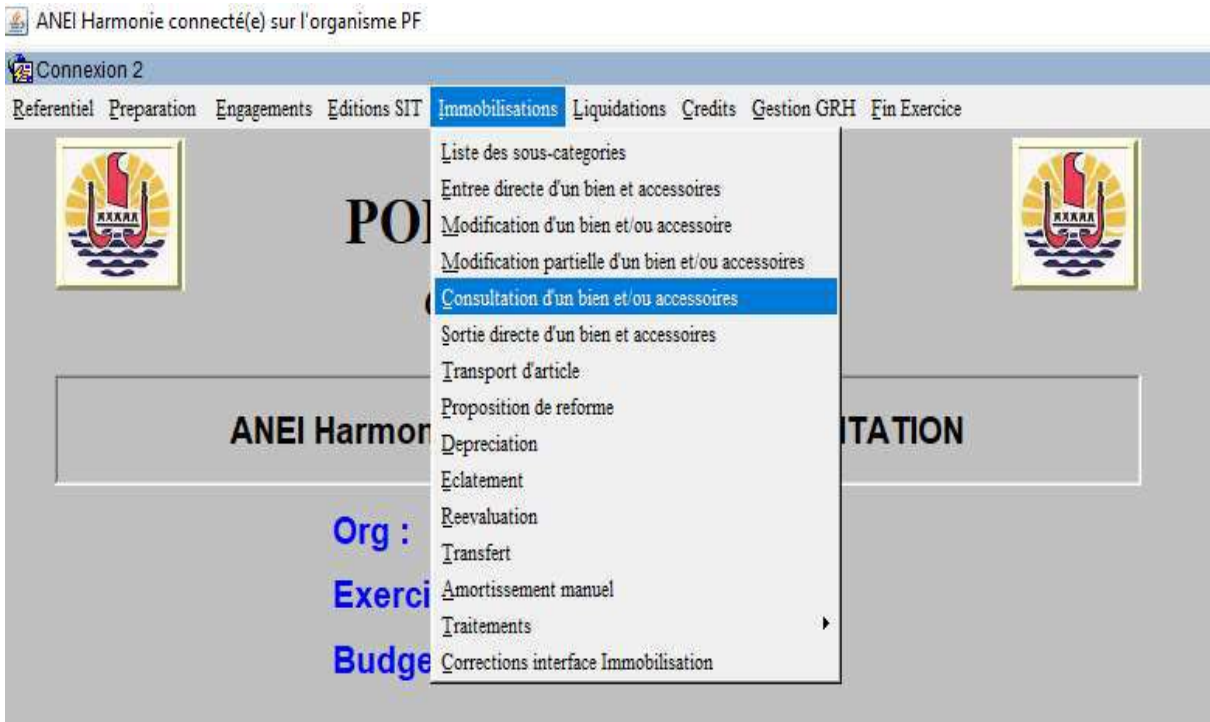 ANEI Harmonie connecté(e) sur l'organisme PF
Connexion 2
Referentiel Preparation Engagements Editions SIT Immobilisations Liquidations Credits Gestion GRH Fin Exercice
Liste des sous-categories
Entree directe d'un bien et accessoires
Modification d'un bien et/ou accessoire
Modification partielle d'un bien et/ou accessoires
Consultation d'un bien et/ou accessoires
Sortie directe d'un bien et accessoires
Transport d'article
Proposition de reforme
Depreciation
Eclatement
Reevaluation
Transfert
Amortissement manuel
Traitements
Corrections interface Immobilisation
PO
ANEI Harmon TATION
Org :
Exerci
Budge